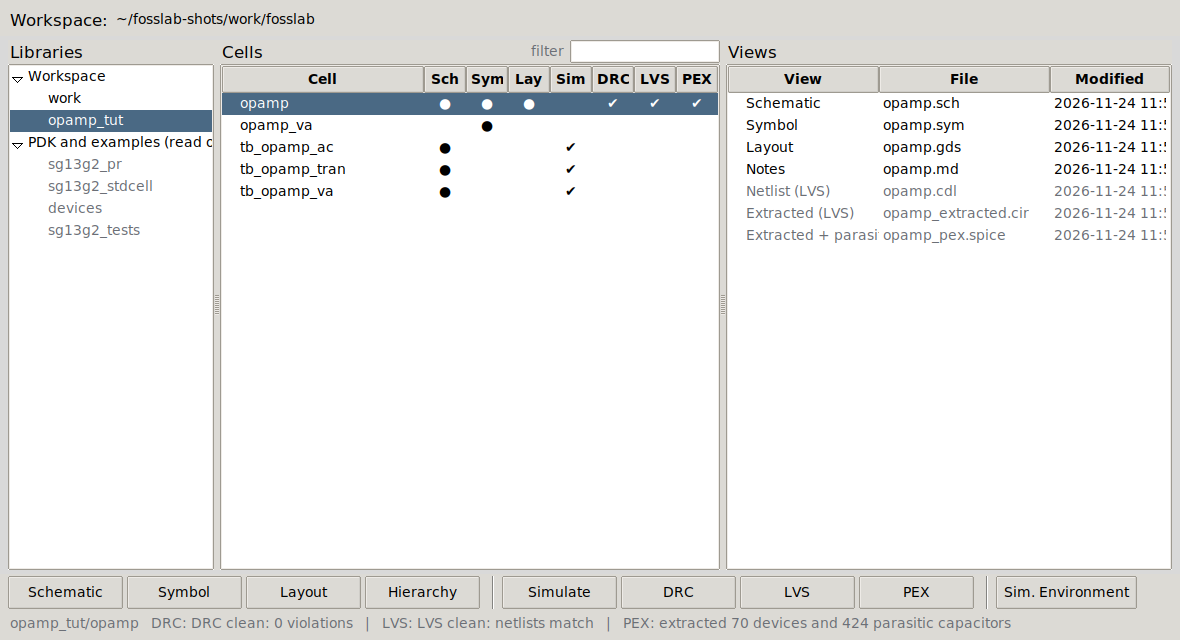 Workspace: ~/fosslab-shots/work/fosslab
Libraries
Workspace
work
opamp_tut
PDK and examples (read c
sg13g2_pr
sg13g2_stdcell
devices
sg13g2_tests
Cells filter
Cell Sch Sym Lay Sim DRC LVS PEX
opamp ● ● ● ✔ ✔ ✔
opamp_va ●
tb_opamp_ac ● ✔
tb_opamp_tran ● ✔
tb_opamp_va ● ✔
Views
View File Modified
Schematic opamp.sch 2026-11-24 11:5
Symbol opamp.sym 2026-11-24 11:5
Layout opamp.gds 2026-11-24 11:5
Notes opamp.md 2026-11-24 11:5
Netlist (LVS) opamp.cdl 2026-11-24 11:5
Extracted (LVS) opamp_extracted.cir 2026-11-24 11:5
Extracted + parasi opamp_pex.spice 2026-11-24 11:5
Schematic Symbol Layout Hierarchy Simulate DRC LVS PEX Sim. Environment
opamp_tut/opamp DRC: DRC clean: 0 violations | LVS: LVS clean: netlists match | PEX: extracted 70 devices and 424 parasitic capacitors